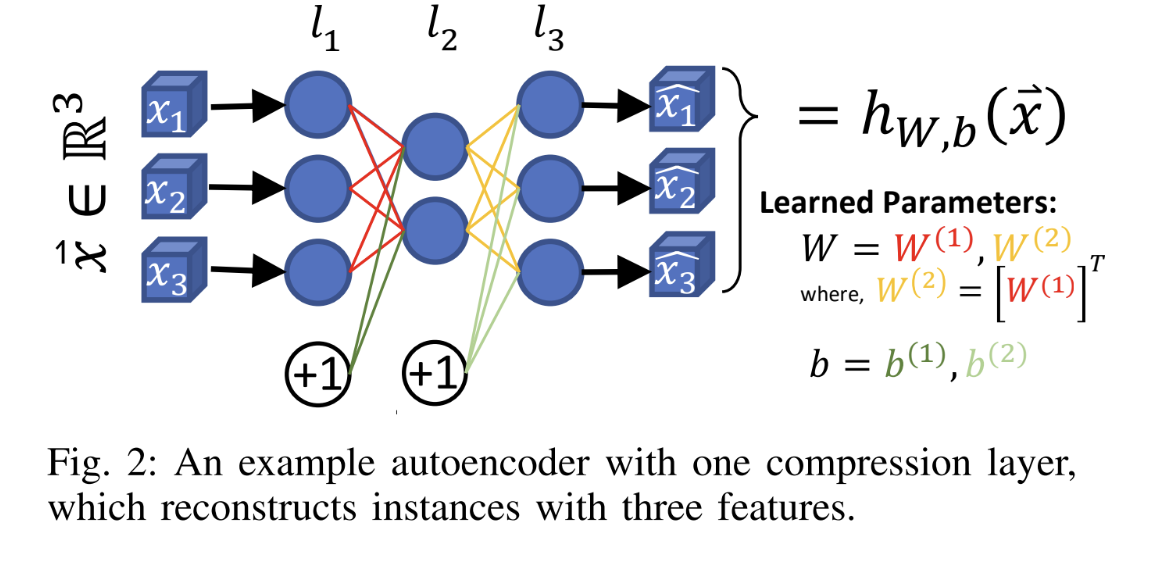 l₁ l₂ l₃
x⃗ ∈ ℝ³
x₁ x̂₁
x₂ x̂₂
x₃ x̂₃
+1 +1
= h_{W,b}(x⃗)
Learned Parameters:
W = W⁽¹⁾, W⁽²⁾
where, W⁽²⁾ = [W⁽¹⁾]ᵀ
b = b⁽¹⁾, b⁽²⁾
Fig. 2: An example autoencoder with one compression layer,
which reconstructs instances with three features.